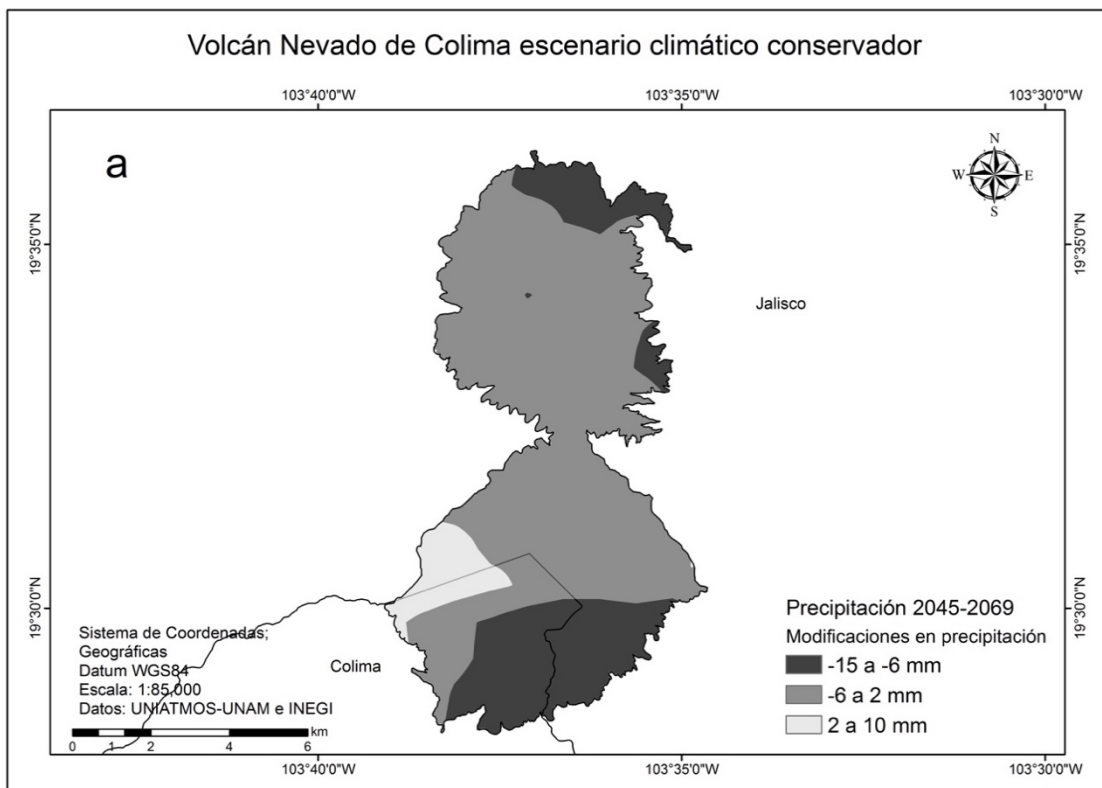 Volcán Nevado de Colima escenario climático conservador
103°40'0"W
103°35'0"W
103°30'0"W
a
N
W
E
S
19°35'0"N
19°35'0"N
Jalisco
19°30'0"N
19°30'0"N
Precipitación 2045-2069
Modificaciones en precipitación
-15 a -6 mm
-6 a 2 mm
2 a 10 mm
Colima
Sistema de Coordenadas;
Geográficas
Datum WGS84
Escala: 1:85,000
Datos: UNIATMOS-UNAM e INEGI
km
0 1 2 4 6
103°40'0"W
103°35'0"W
103°30'0"W